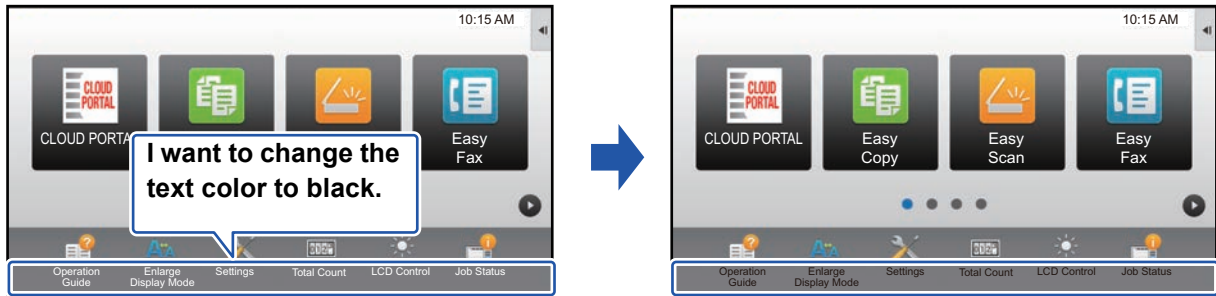 10:15 AM
CLOUD
PORTAL
CLOUD PORTA
Easy
Fax
I want to change the
text color to black.
Operation
Guide
Enlarge
Display Mode
Settings
Total Count
LCD Control
Job Status
10:15 AM
CLOUD
PORTAL
CLOUD PORTAL
Easy
Copy
Easy
Scan
Easy
Fax
Operation
Guide
Enlarge
Display Mode
Settings
Total Count
LCD Control
Job Status